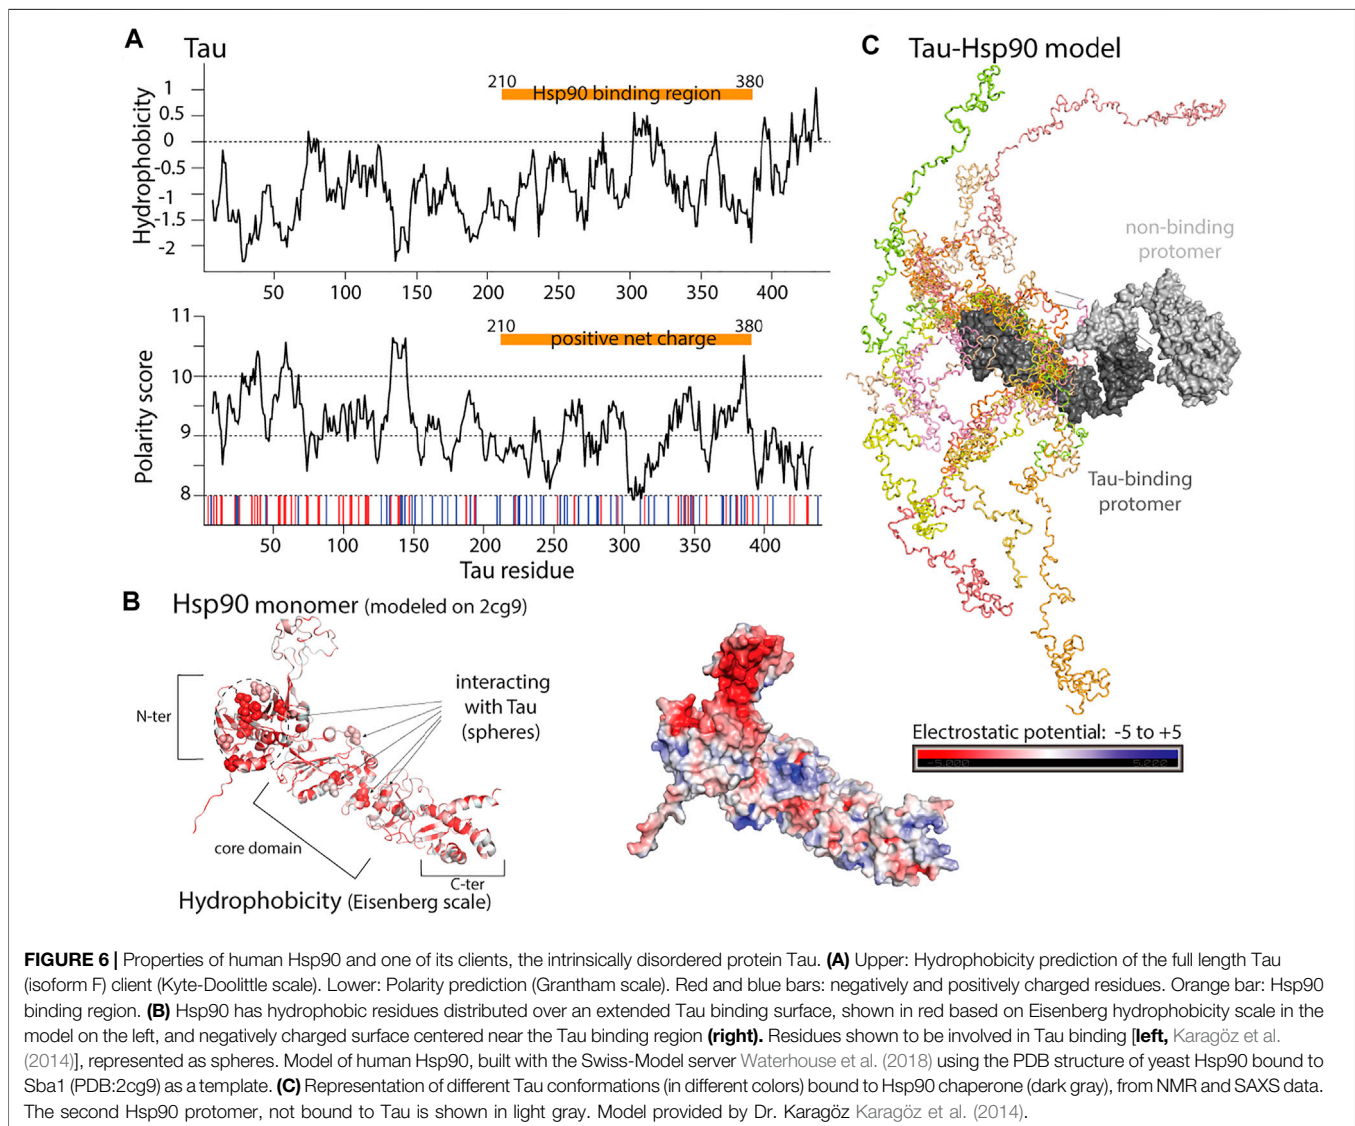 A
Tau
Hydrophobicity
1
0.5
0
-0.5
-1
-1.5
-2
210
380
Hsp90 binding region
50 100 150 200 250 300 350 400
Polarity score
11
10
9
8
210
380
positive net charge
50 100 150 200 250 300 350 400
Tau residue
B
Hsp90 monomer (modeled on 2cg9)
N-ter
interacting
with Tau
(spheres)
core domain
C-ter
Hydrophobicity (Eisenberg scale)
C
Tau-Hsp90 model
non-binding
protomer
Tau-binding
protomer
Electrostatic potential: -5 to +5
-5.000 5.000
FIGURE 6 | Properties of human Hsp90 and one of its clients, the intrinsically disordered protein Tau. (A) Upper: Hydrophobicity prediction of the full length Tau
(isoform F) client (Kyte-Doolittle scale). Lower: Polarity prediction (Grantham scale). Red and blue bars: negatively and positively charged residues. Orange bar: Hsp90
binding region. (B) Hsp90 has hydrophobic residues distributed over an extended Tau binding surface, shown in red based on Eisenberg hydrophobicity scale in the
model on the left, and negatively charged surface centered near the Tau binding region (right). Residues shown to be involved in Tau binding [left, Karagöz et al.
(2014)], represented as spheres. Model of human Hsp90, built with the Swiss-Model server Waterhouse et al. (2018) using the PDB structure of yeast Hsp90 bound to
Sba1 (PDB:2cg9) as a template. (C) Representation of different Tau conformations (in different colors) bound to Hsp90 chaperone (dark gray), from NMR and SAXS data.
The second Hsp90 protomer, not bound to Tau is shown in light gray. Model provided by Dr. Karagöz Karagöz et al. (2014).